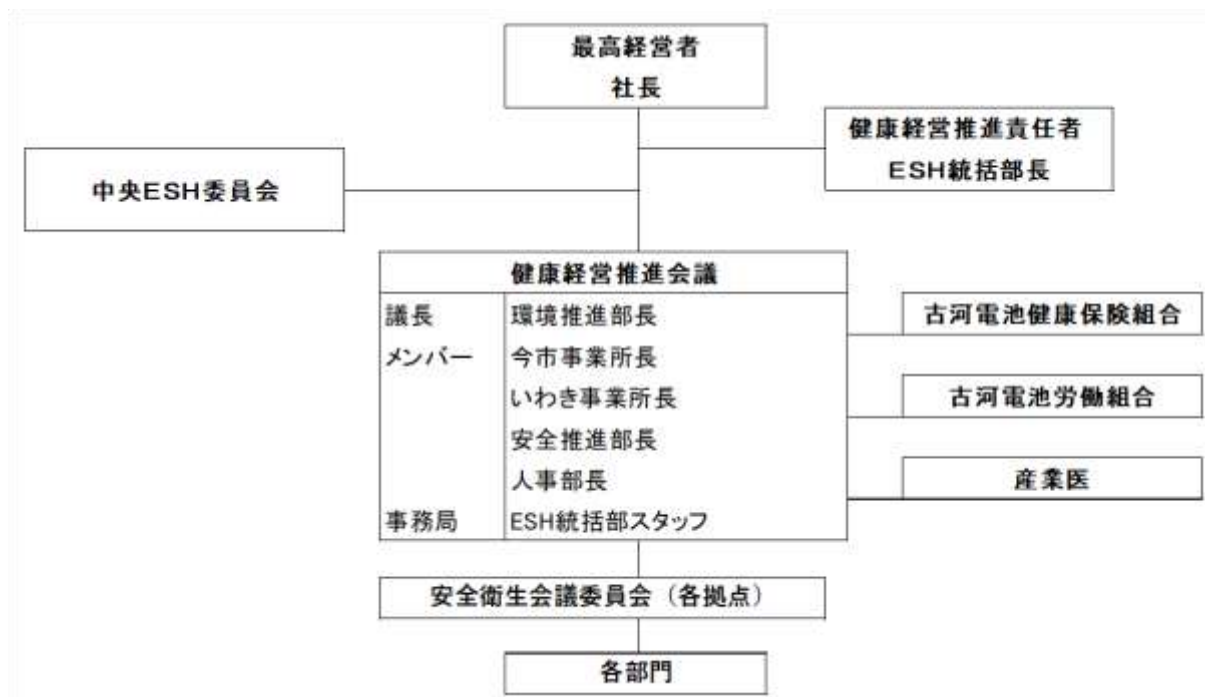 最高経営者
社長
健康経営推進責任者
ESH統括部長
中央ESH委員会
健康経営推進会議
議長 環境推進部長
メンバー 今市事業所長
いわき事業所長
安全推進部長
人事部長
事務局 ESH統括部スタッフ
古河電池健康保険組合
古河電池労働組合
産業医
安全衛生会議委員会（各拠点）
各部門